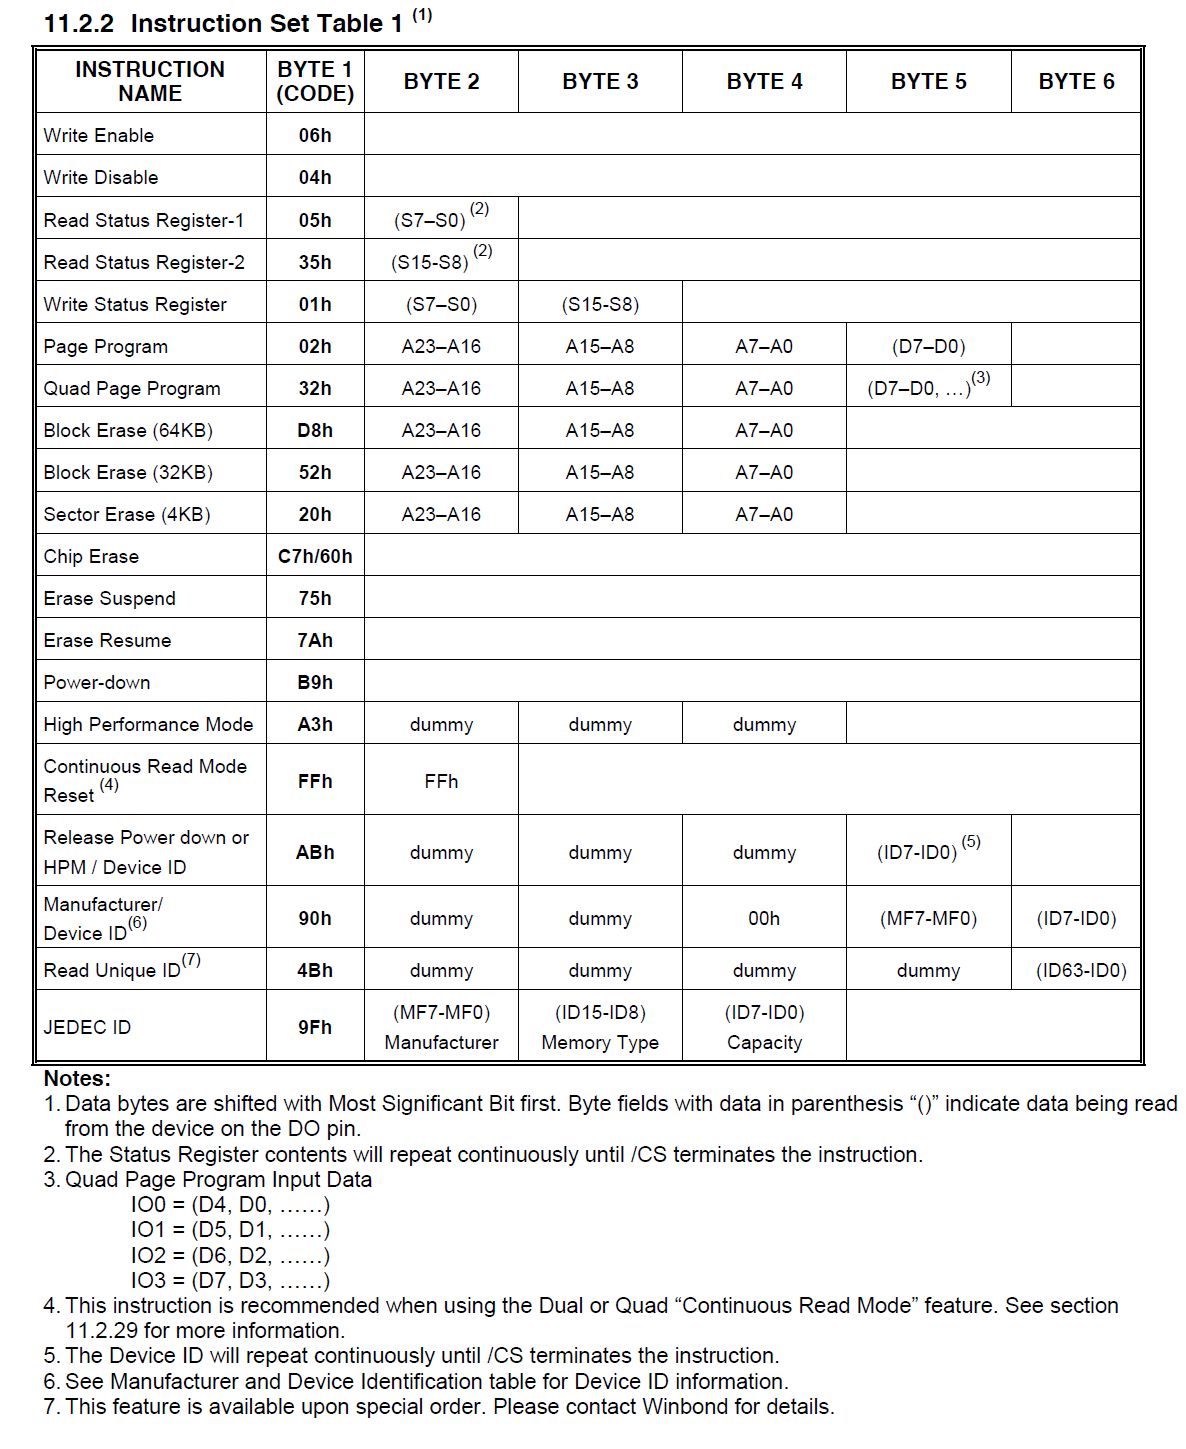 11.2.2 Instruction Set Table 1 (1)
INSTRUCTION NAME BYTE 1 (CODE) BYTE 2 BYTE 3 BYTE 4 BYTE 5 BYTE 6
Write Enable 06h
Write Disable 04h
Read Status Register-1 05h (S7–S0) (2)
Read Status Register-2 35h (S15-S8) (2)
Write Status Register 01h (S7–S0) (S15-S8)
Page Program 02h A23–A16 A15–A8 A7–A0 (D7–D0)
Quad Page Program 32h A23–A16 A15–A8 A7–A0 (D7–D0, …)(3)
Block Erase (64KB) D8h A23–A16 A15–A8 A7–A0
Block Erase (32KB) 52h A23–A16 A15–A8 A7–A0
Sector Erase (4KB) 20h A23–A16 A15–A8 A7–A0
Chip Erase C7h/60h
Erase Suspend 75h
Erase Resume 7Ah
Power-down B9h
High Performance Mode A3h dummy dummy dummy
Continuous Read Mode Reset (4) FFh FFh
Release Power down or HPM / Device ID ABh dummy dummy dummy (ID7-ID0) (5)
Manufacturer/ Device ID(6) 90h dummy dummy 00h (MF7-MF0) (ID7-ID0)
Read Unique ID(7) 4Bh dummy dummy dummy dummy (ID63-ID0)
JEDEC ID 9Fh (MF7-MF0) Manufacturer (ID15-ID8) Memory Type (ID7-ID0) Capacity
Notes:
1. Data bytes are shifted with Most Significant Bit first. Byte fields with data in parenthesis “()” indicate data being read
from the device on the DO pin.
2. The Status Register contents will repeat continuously until /CS terminates the instruction.
3. Quad Page Program Input Data
IO0 = (D4, D0, ……)
IO1 = (D5, D1, ……)
IO2 = (D6, D2, ……)
IO3 = (D7, D3, ……)
4. This instruction is recommended when using the Dual or Quad “Continuous Read Mode” feature. See section
11.2.29 for more information.
5. The Device ID will repeat continuously until /CS terminates the instruction.
6. See Manufacturer and Device Identification table for Device ID information.
7. This feature is available upon special order. Please contact Winbond for details.